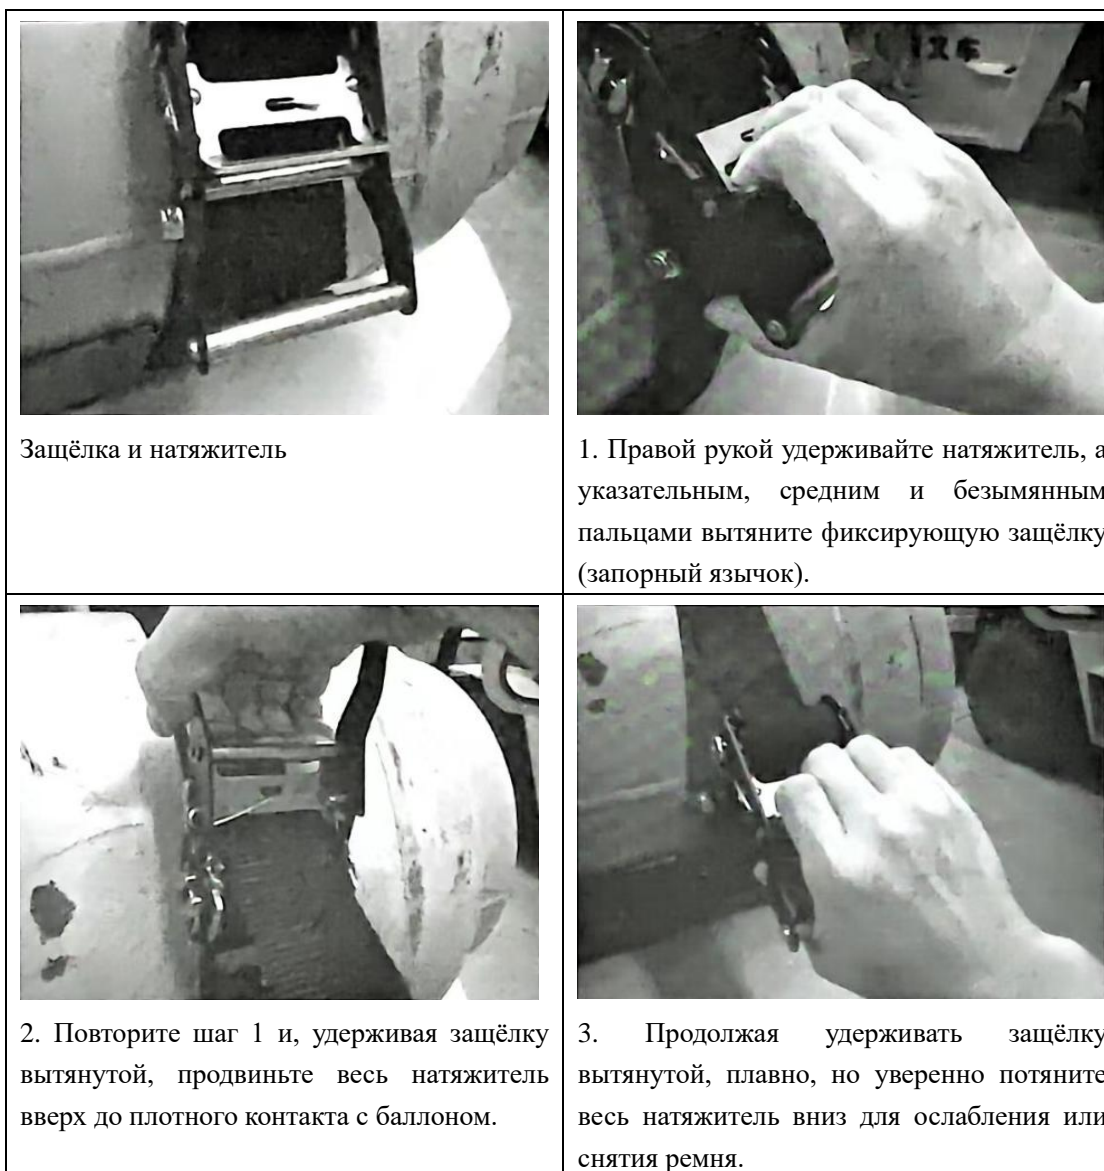 Защёлка и натяжитель
1. Правой рукой удерживайте натяжитель, а
указательным, средним и безымянным
пальцами вытяните фиксирующую защёлку
(запорный язычок).
2. Повторите шаг 1 и, удерживая защёлку
вытянутой, продвиньте весь натяжитель
вверх до плотного контакта с баллоном.
3. Продолжая удерживать защёлку
вытянутой, плавно, но уверенно потяните
весь натяжитель вниз для ослабления или
снятия ремня.